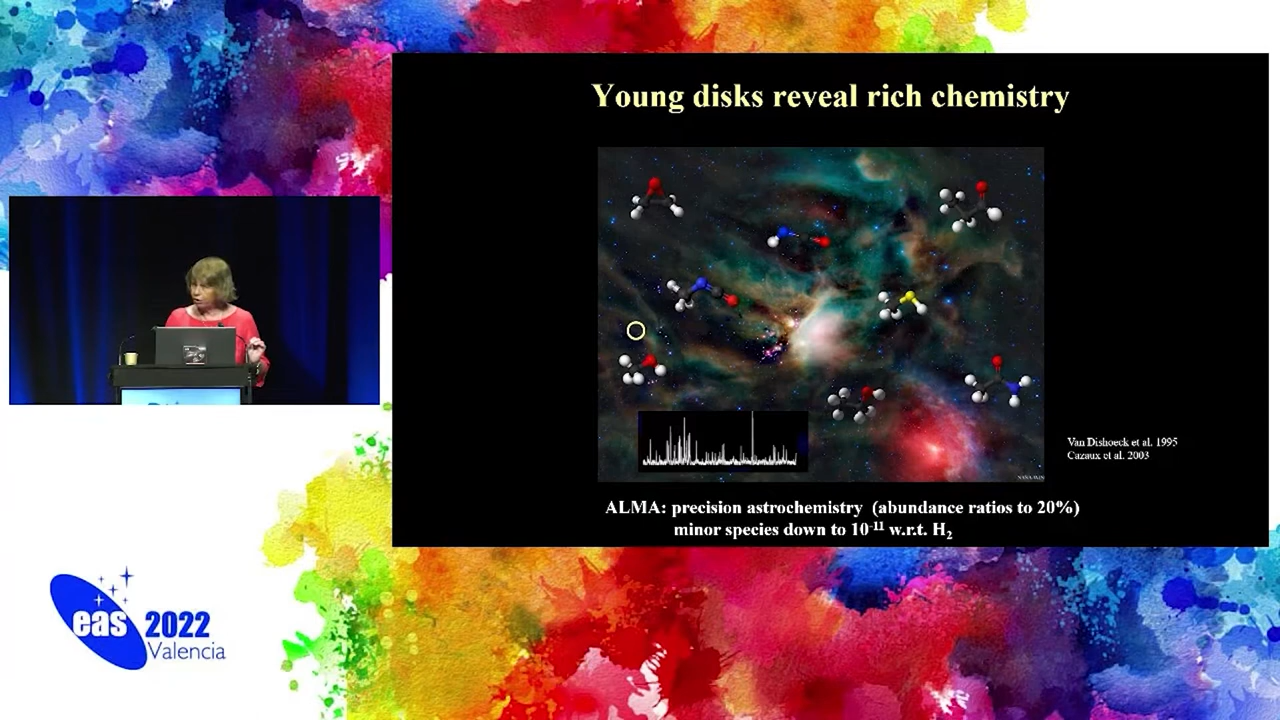 Young disks reveal rich chemistry
Van Dishoeck et al. 1995
Cazaux et al. 2003
ALMA: precision astrochemistry (abundance ratios to 20%)
minor species down to 10⁻¹¹ w.r.t. H₂
eas 2022
Valencia